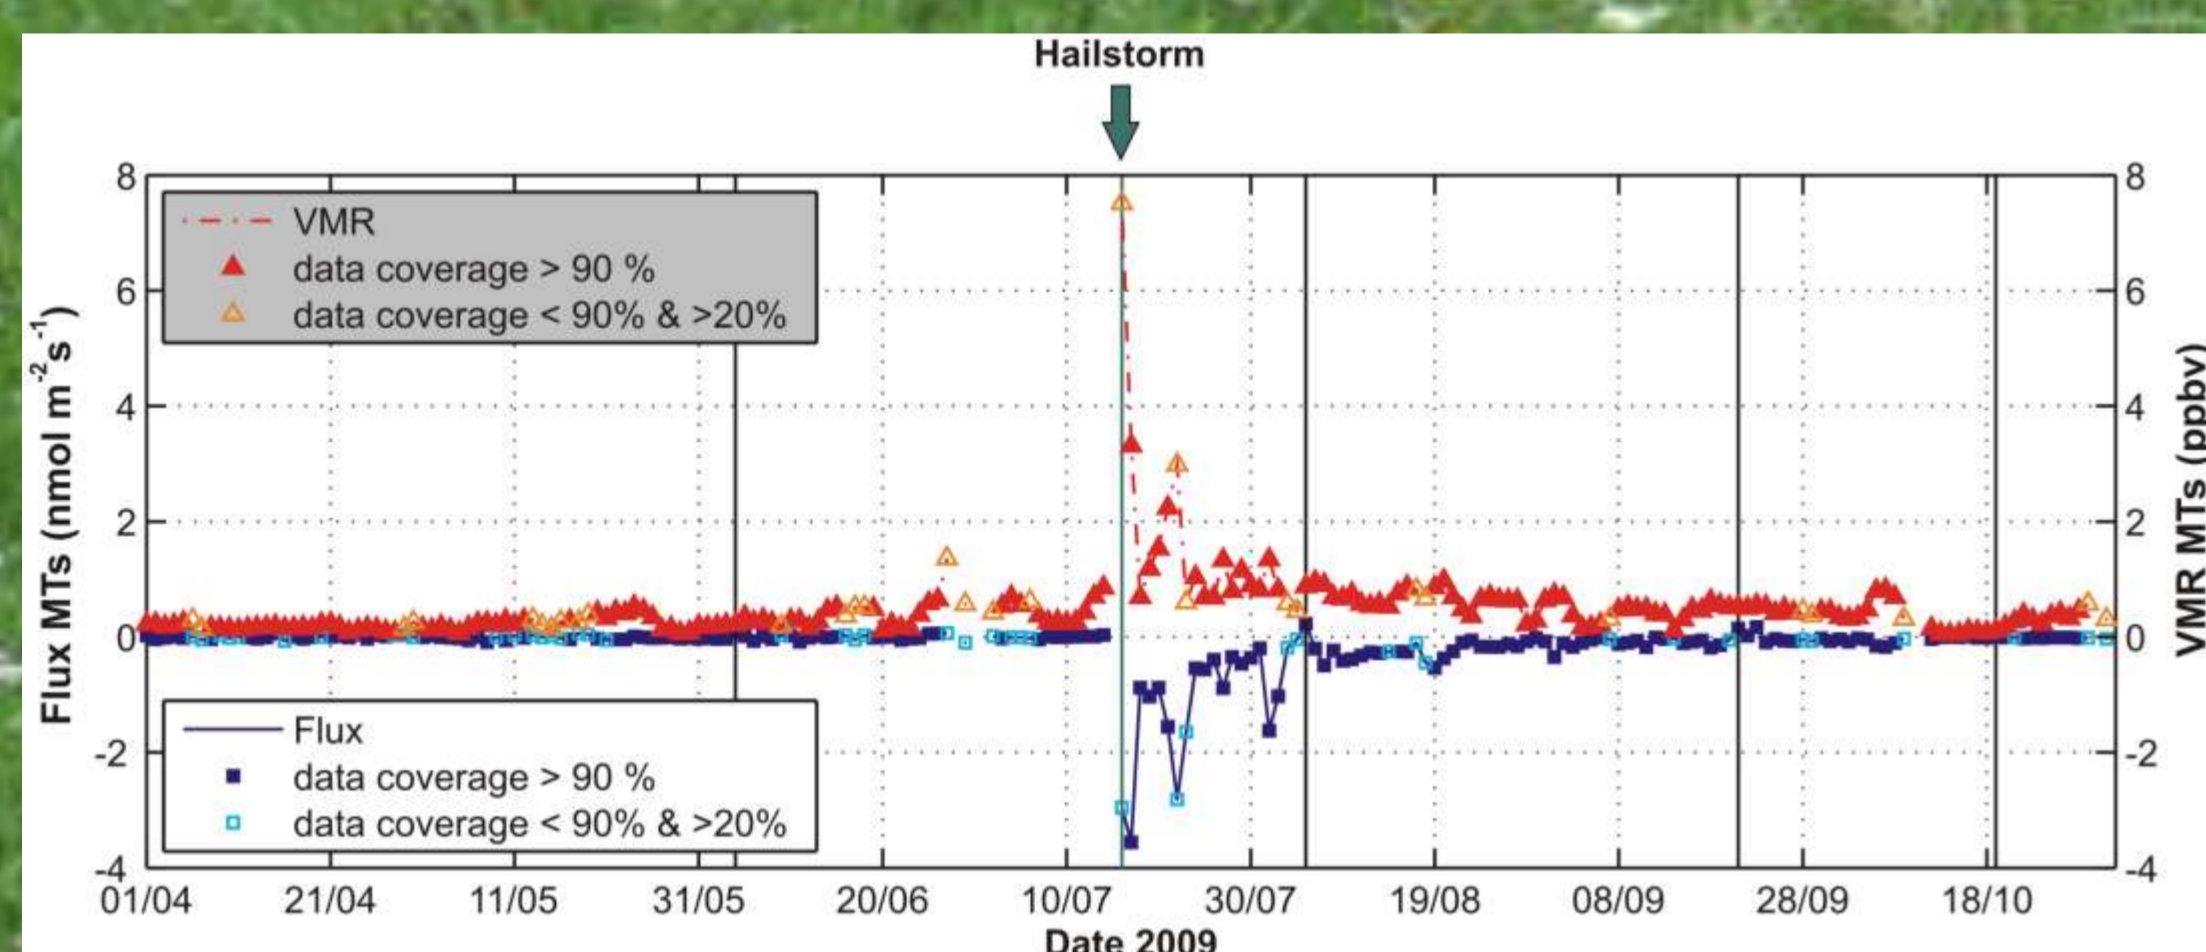 Hailstorm
8
6
4
2
0
-2
-4
Flux MTs (nmol m⁻²s⁻¹)
VMR
data coverage > 90 %
data coverage < 90% & >20%
Flux
data coverage > 90 %
data coverage < 90% & >20%
8
6
4
2
0
-2
-4
VMR MTs (ppbv)
01/04 21/04 11/05 31/05 20/06 10/07 30/07 19/08 08/09 28/09 18/10
Date 2009